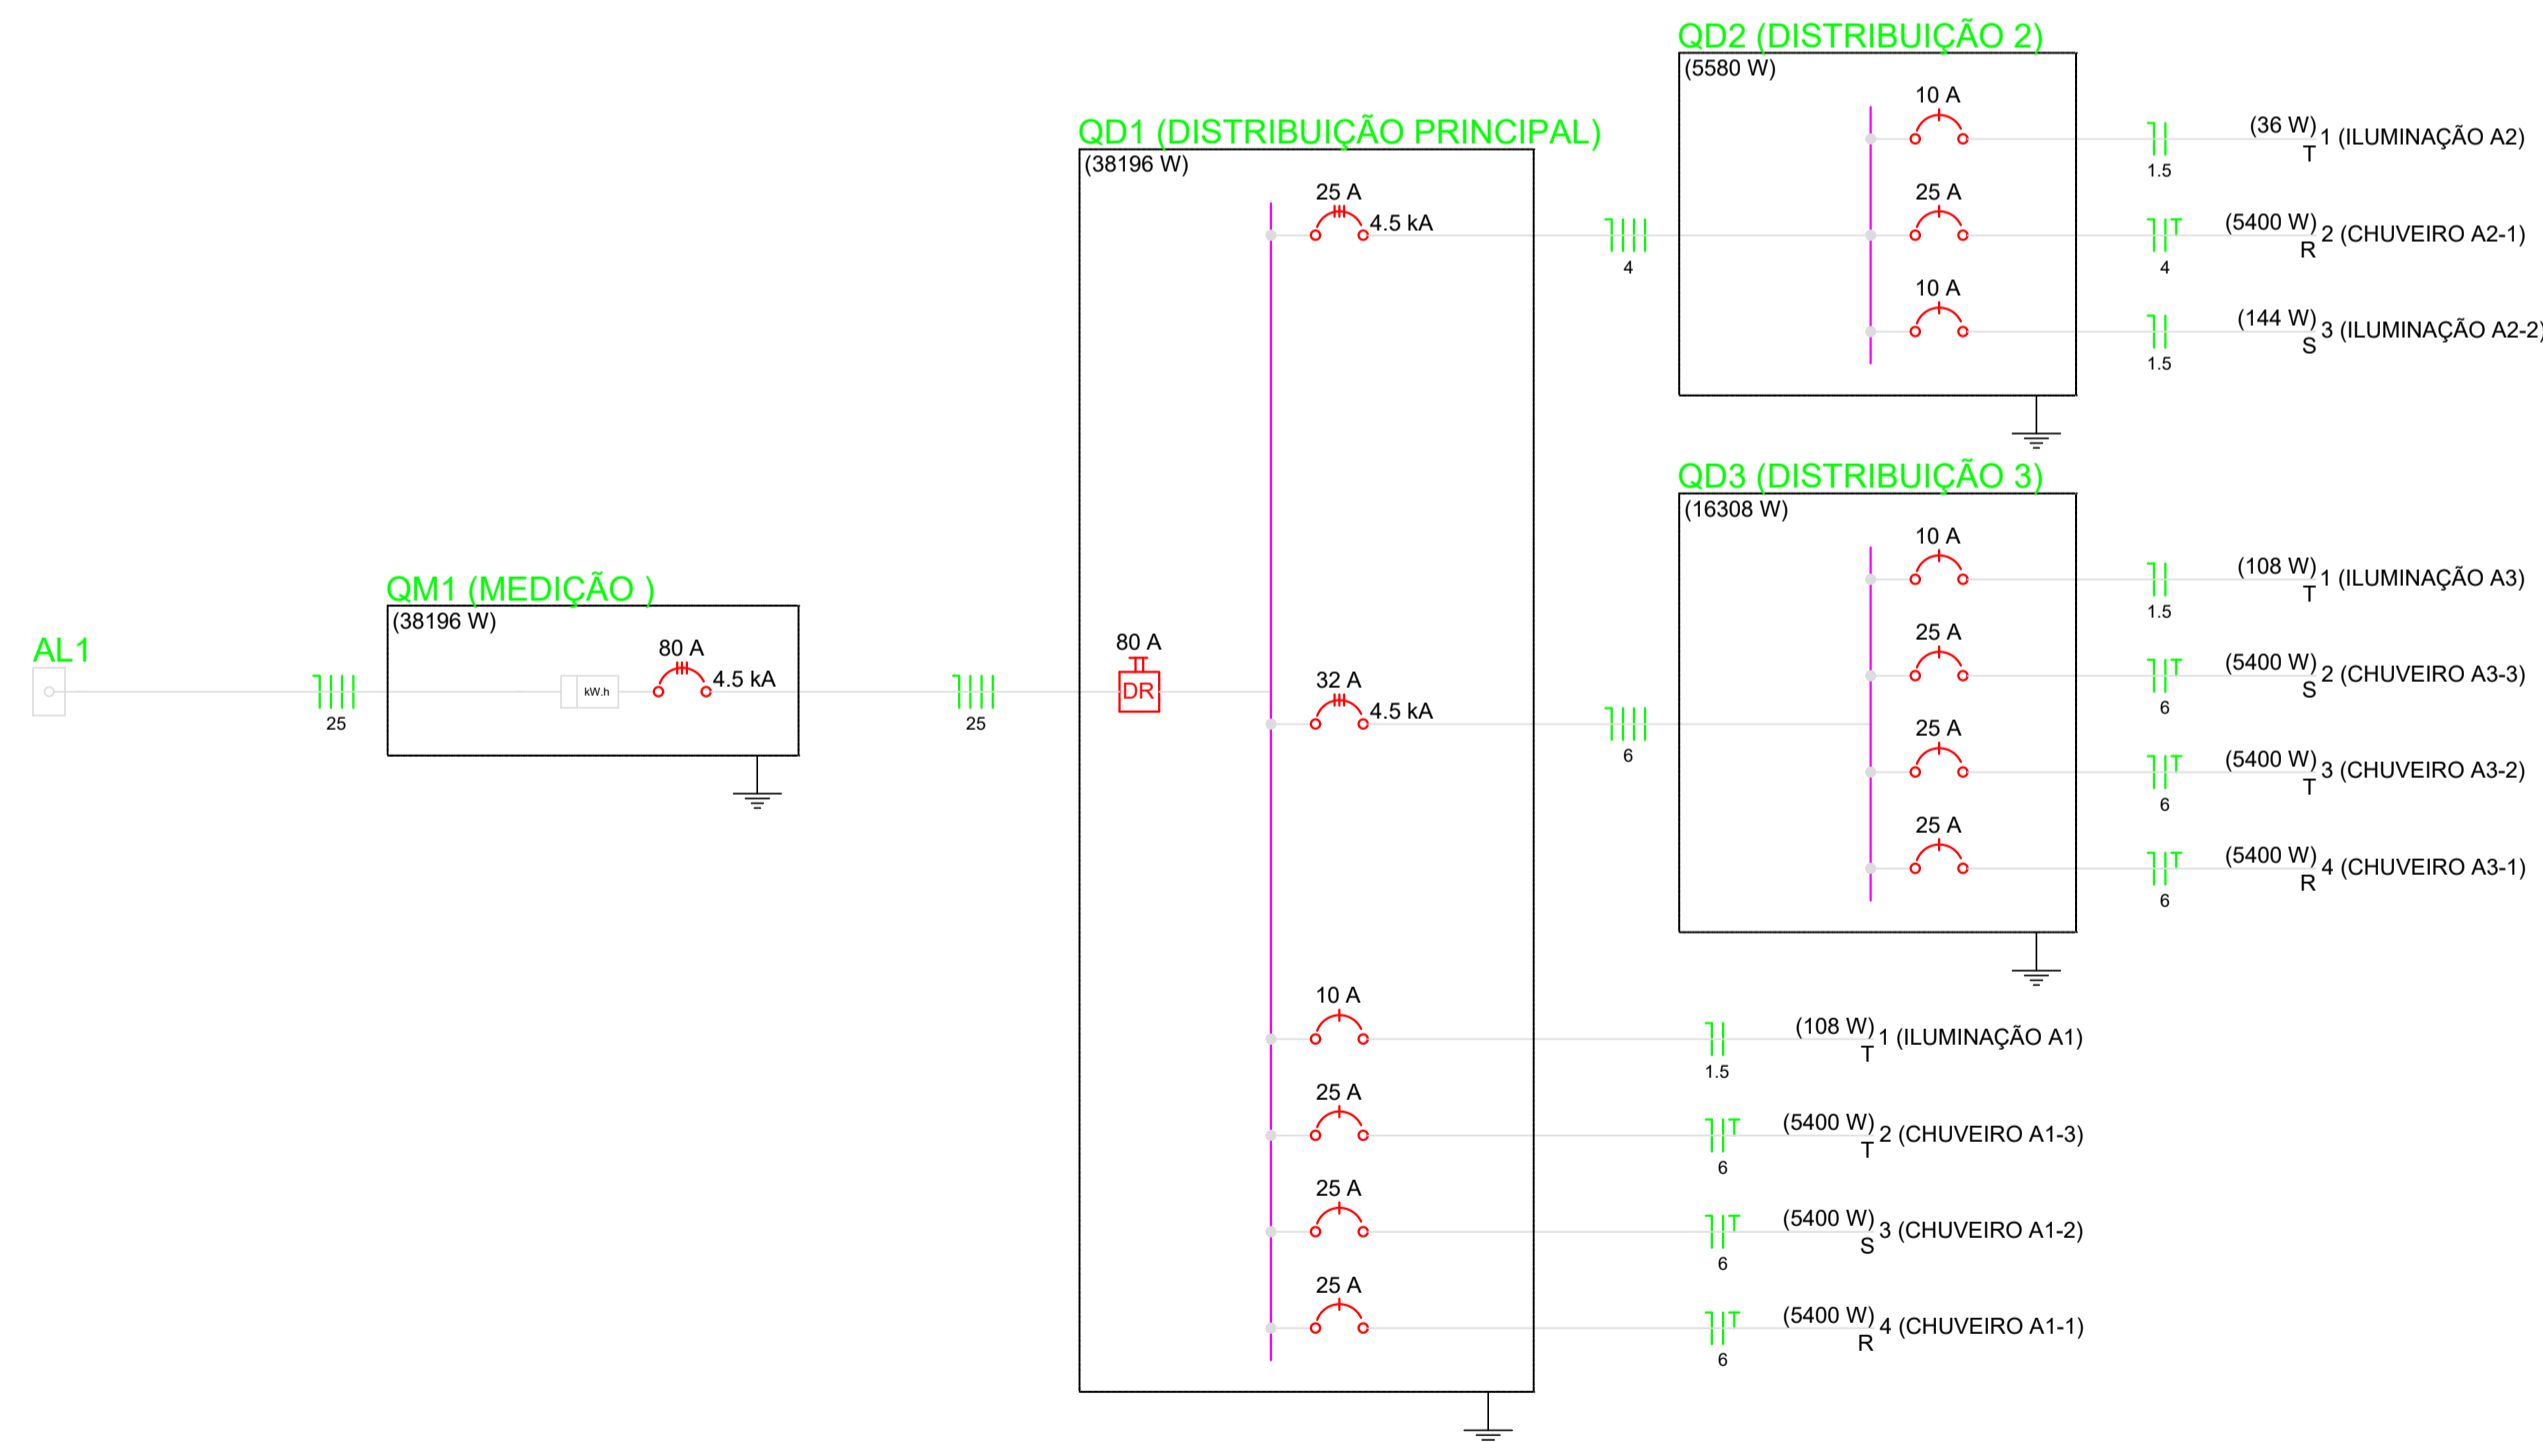 AL1
25
QM1 (MEDIÇÃO )
(38196 W)
kW.h
80 A
4.5 kA
25
QD1 (DISTRIBUIÇÃO PRINCIPAL)
(38196 W)
80 A
DR
25 A
4.5 kA
4
32 A
4.5 kA
6
10 A
1.5
(108 W)
T
1 (ILUMINAÇÃO A1)
25 A
6
(5400 W)
T
2 (CHUVEIRO A1-3)
25 A
6
(5400 W)
S
3 (CHUVEIRO A1-2)
25 A
6
(5400 W)
R
4 (CHUVEIRO A1-1)
QD2 (DISTRIBUIÇÃO 2)
(5580 W)
10 A
1.5
(36 W)
T
1 (ILUMINAÇÃO A2)
25 A
4
(5400 W)
R
2 (CHUVEIRO A2-1)
10 A
1.5
(144 W)
S
3 (ILUMINAÇÃO A2-2)
QD3 (DISTRIBUIÇÃO 3)
(16308 W)
10 A
1.5
(108 W)
T
1 (ILUMINAÇÃO A3)
25 A
6
(5400 W)
S
2 (CHUVEIRO A3-3)
25 A
6
(5400 W)
T
3 (CHUVEIRO A3-2)
25 A
6
(5400 W)
R
4 (CHUVEIRO A3-1)